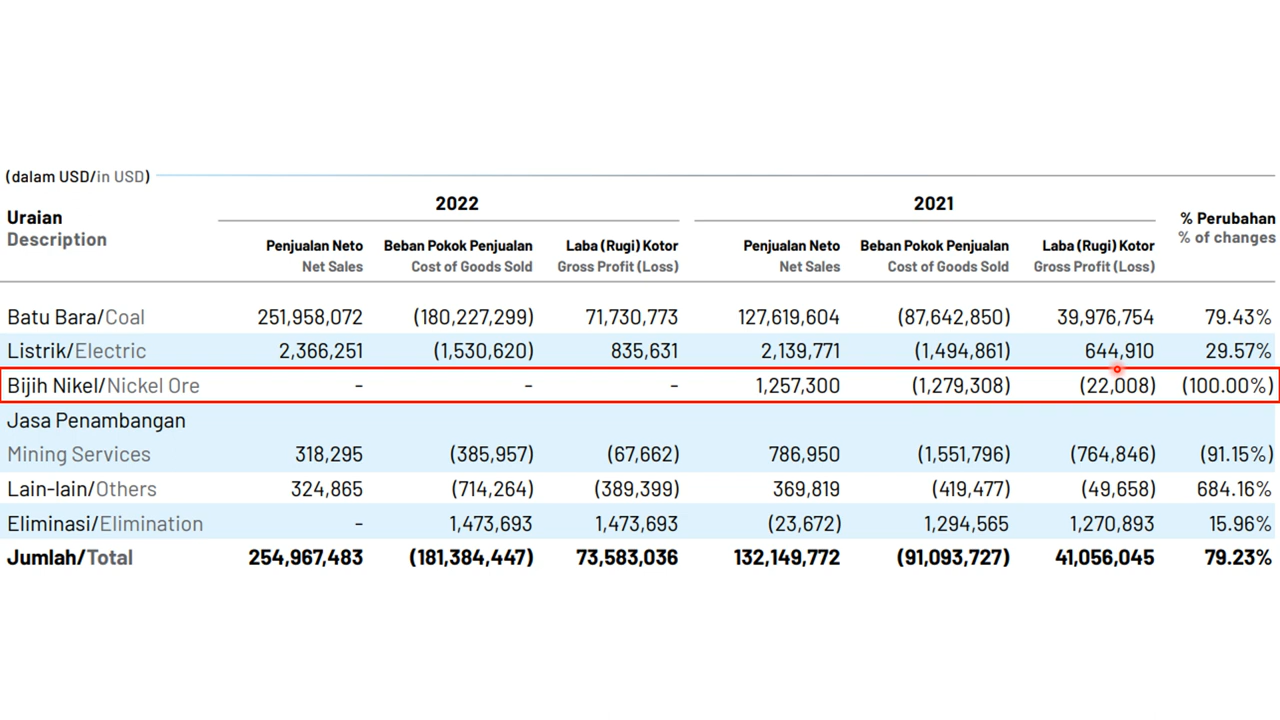 (dalam USD/in USD)
2022 2021
Uraian % Perubahan
Description % of changes
Penjualan Neto Beban Pokok Penjualan Laba (Rugi) Kotor Penjualan Neto Beban Pokok Penjualan Laba (Rugi) Kotor
Net Sales Cost of Goods Sold Gross Profit (Loss) Net Sales Cost of Goods Sold Gross Profit (Loss)
Batu Bara/Coal 251,958,072 (180,227,299) 71,730,773 127,619,604 (87,642,850) 39,976,754 79.43%
Listrik/Electric 2,366,251 (1,530,620) 835,631 2,139,771 (1,494,861) 644,910 29.57%
Bijih Nikel/Nickel Ore - - - 1,257,300 (1,279,308) (22,008) (100.00%)
Jasa Penambangan
Mining Services 318,295 (385,957) (67,662) 786,950 (1,551,796) (764,846) (91.15%)
Lain-lain/Others 324,865 (714,264) (389,399) 369,819 (419,477) (49,658) 684.16%
Eliminasi/Elimination - 1,473,693 1,473,693 (23,672) 1,294,565 1,270,893 15.96%
Jumlah/Total 254,967,483 (181,384,447) 73,583,036 132,149,772 (91,093,727) 41,056,045 79.23%